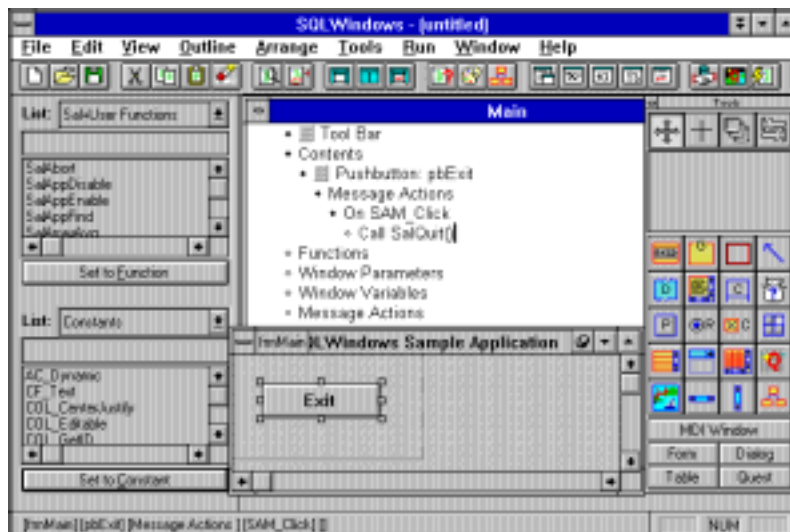 SQLWindows - (untitled)
File Edit View Outline Arrange Tools Run Window Help
List: Sal+User Functions
SalAbort
SalAppDisable
SalAppEnable
SalAppFind
Set to Function
List: Constants
AC_Dynamic
CF_Text
COL_CenterJustify
COL_Editable
COL_GetID
Set to Constant
Main
Tool Bar
Contents
Pushbutton: pbExit
Message Actions
On SAM_Click
Call SalQuit()
Functions
Window Parameters
Window Variables
Message Actions
frmMain
SQLWindows Sample Application
Exit
Tools
MDI Window
Form Dialog
Table Quest
[frmMain] [pbExit] [Message Actions ] [SAM_Click] []
NUM